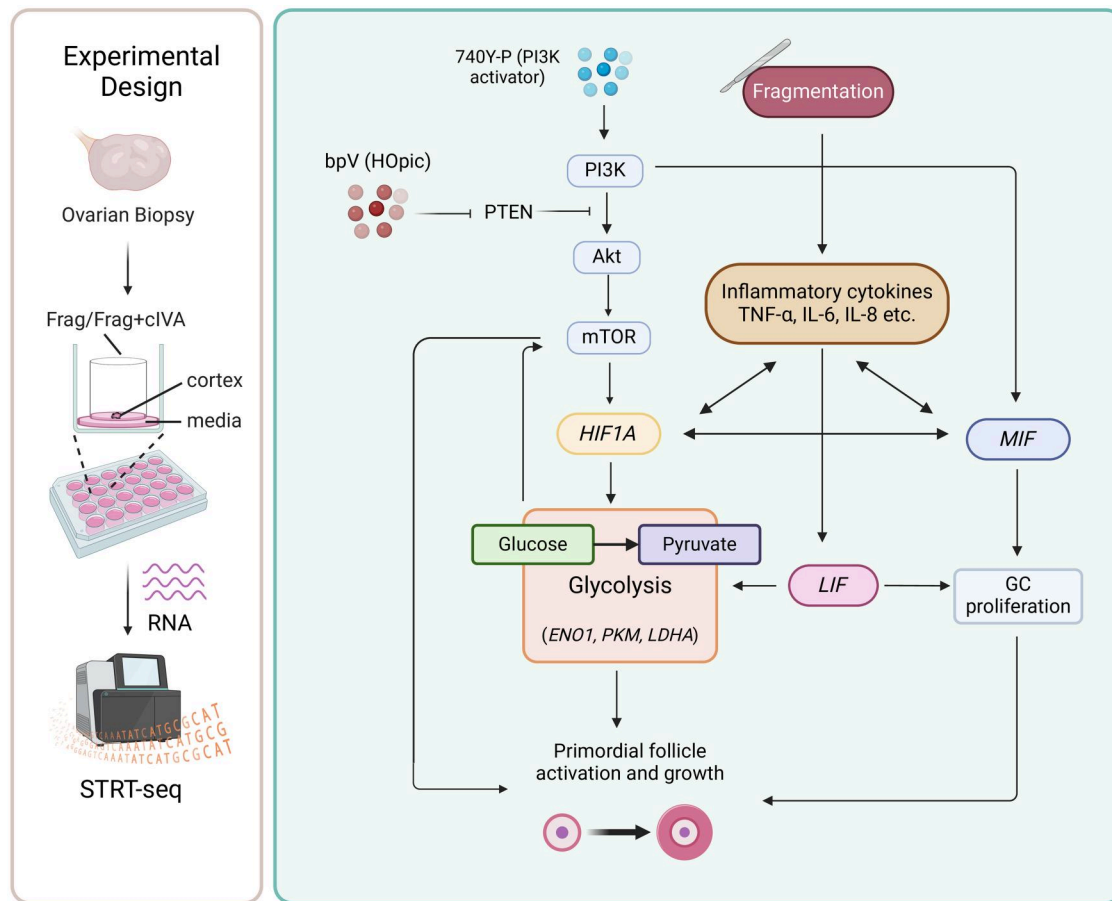 Experimental
Design
Ovarian Biopsy
Frag/Frag+cIVA
cortex
media
RNA
STRT-seq
740Y-P (PI3K
activator)
Fragmentation
bpV (HOpic)
PI3K
PTEN
Akt
Inflammatory cytokines
TNF-α, IL-6, IL-8 etc.
mTOR
HIF1A
MIF
Glucose
Pyruvate
Glycolysis
(ENO1, PKM, LDHA)
LIF
GC
proliferation
Primordial follicle
activation and growth